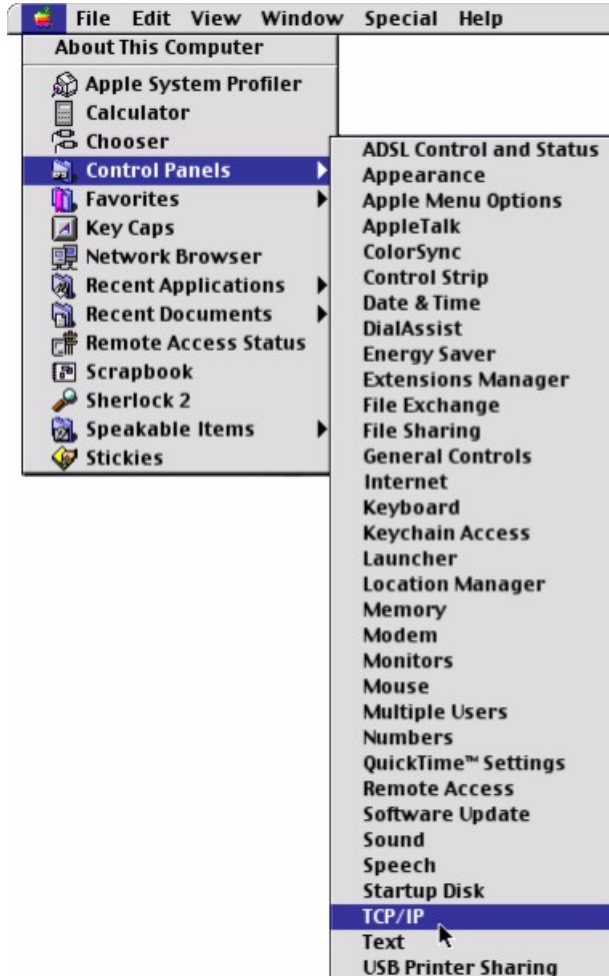 File Edit View Window Special Help
About This Computer
Apple System Profiler
Calculator
Chooser
Control Panels
Favorites
Key Caps
Network Browser
Recent Applications
Recent Documents
Remote Access Status
Scrapbook
Sherlock 2
Speakable Items
Stickies
ADSL Control and Status
Appearance
Apple Menu Options
AppleTalk
ColorSync
Control Strip
Date & Time
DialAssist
Energy Saver
Extensions Manager
File Exchange
File Sharing
General Controls
Internet
Keyboard
Keychain Access
Launcher
Location Manager
Memory
Modem
Monitors
Mouse
Multiple Users
Numbers
QuickTime™ Settings
Remote Access
Software Update
Sound
Speech
Startup Disk
TCP/IP
Text
USB Printer Sharing